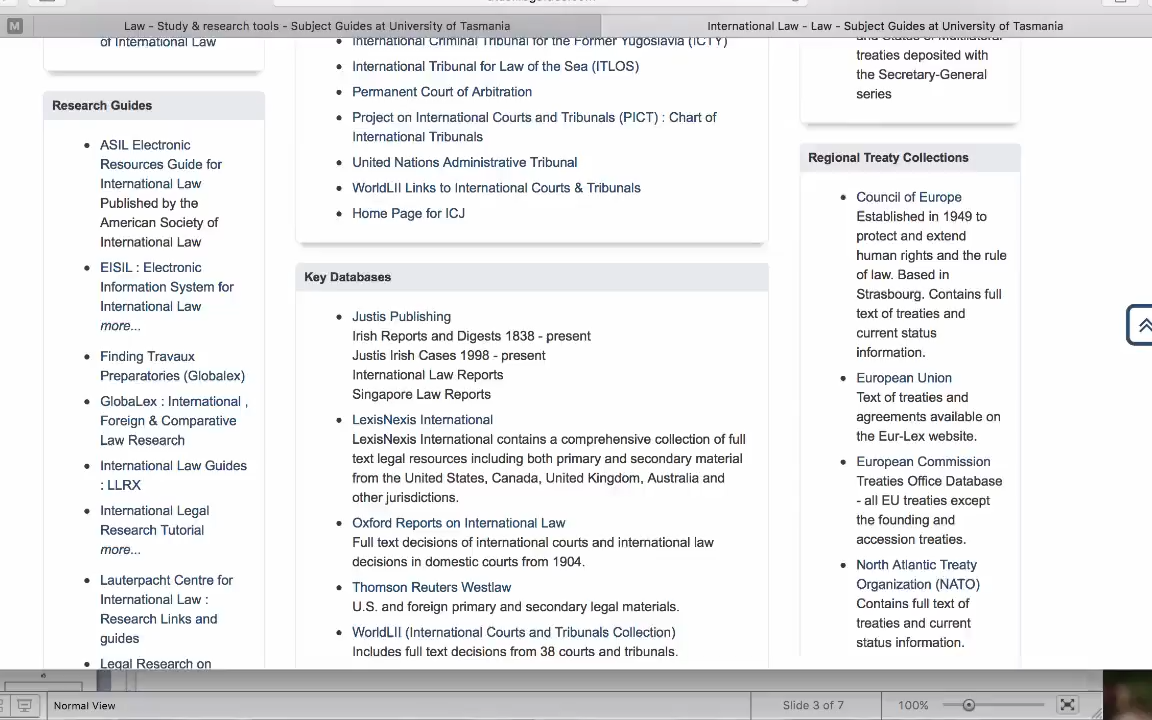 M
Law - Study & research tools - Subject Guides at University of Tasmania
International Law - Law - Subject Guides at University of Tasmania
of International Law
Research Guides
ASIL Electronic
Resources Guide for
International Law
Published by the
American Society of
International Law
EISIL : Electronic
Information System for
International Law
more...
Finding Travaux
Preparatories (Globalex)
GlobaLex : International ,
Foreign & Comparative
Law Research
International Law Guides
: LLRX
International Legal
Research Tutorial
more...
Lauterpacht Centre for
International Law :
Research Links and
guides
Legal Research on
International Criminal Tribunal for the Former Yugoslavia (ICTY)
International Tribunal for Law of the Sea (ITLOS)
Permanent Court of Arbitration
Project on International Courts and Tribunals (PICT) : Chart of
International Tribunals
United Nations Administrative Tribunal
WorldLII Links to International Courts & Tribunals
Home Page for ICJ
Key Databases
Justis Publishing
Irish Reports and Digests 1838 - present
Justis Irish Cases 1998 - present
International Law Reports
Singapore Law Reports
LexisNexis International
LexisNexis International contains a comprehensive collection of full
text legal resources including both primary and secondary material
from the United States, Canada, United Kingdom, Australia and
other jurisdictions.
Oxford Reports on International Law
Full text decisions of international courts and international law
decisions in domestic courts from 1904.
Thomson Reuters Westlaw
U.S. and foreign primary and secondary legal materials.
WorldLII (International Courts and Tribunals Collection)
Includes full text decisions from 38 courts and tribunals.
treaties deposited with
the Secretary-General
series
Regional Treaty Collections
Council of Europe
Established in 1949 to
protect and extend
human rights and the rule
of law. Based in
Strasbourg. Contains full
text of treaties and
current status
information.
European Union
Text of treaties and
agreements available on
the Eur-Lex website.
European Commission
Treaties Office Database
- all EU treaties except
the founding and
accession treaties.
North Atlantic Treaty
Organization (NATO)
Contains full text of
treaties and current
status information.
Normal View
Slide 3 of 7
100%